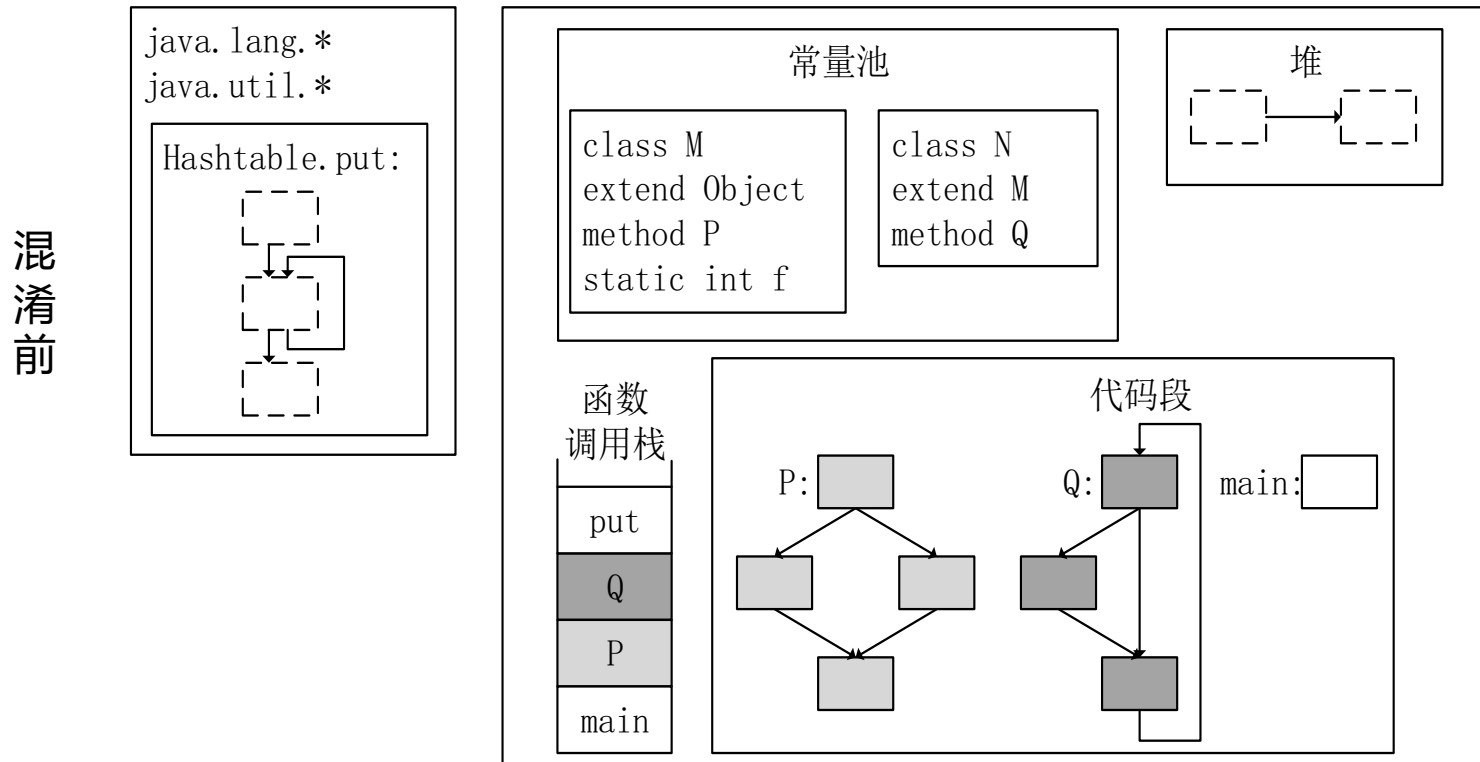 混淆前
java.lang.*
java.util.*
Hashtable.put:
常量池
class M
extend Object
method P
static int f
class N
extend M
method Q
堆
函数
调用栈
put
Q
P
main
代码段
P:
Q:
main: